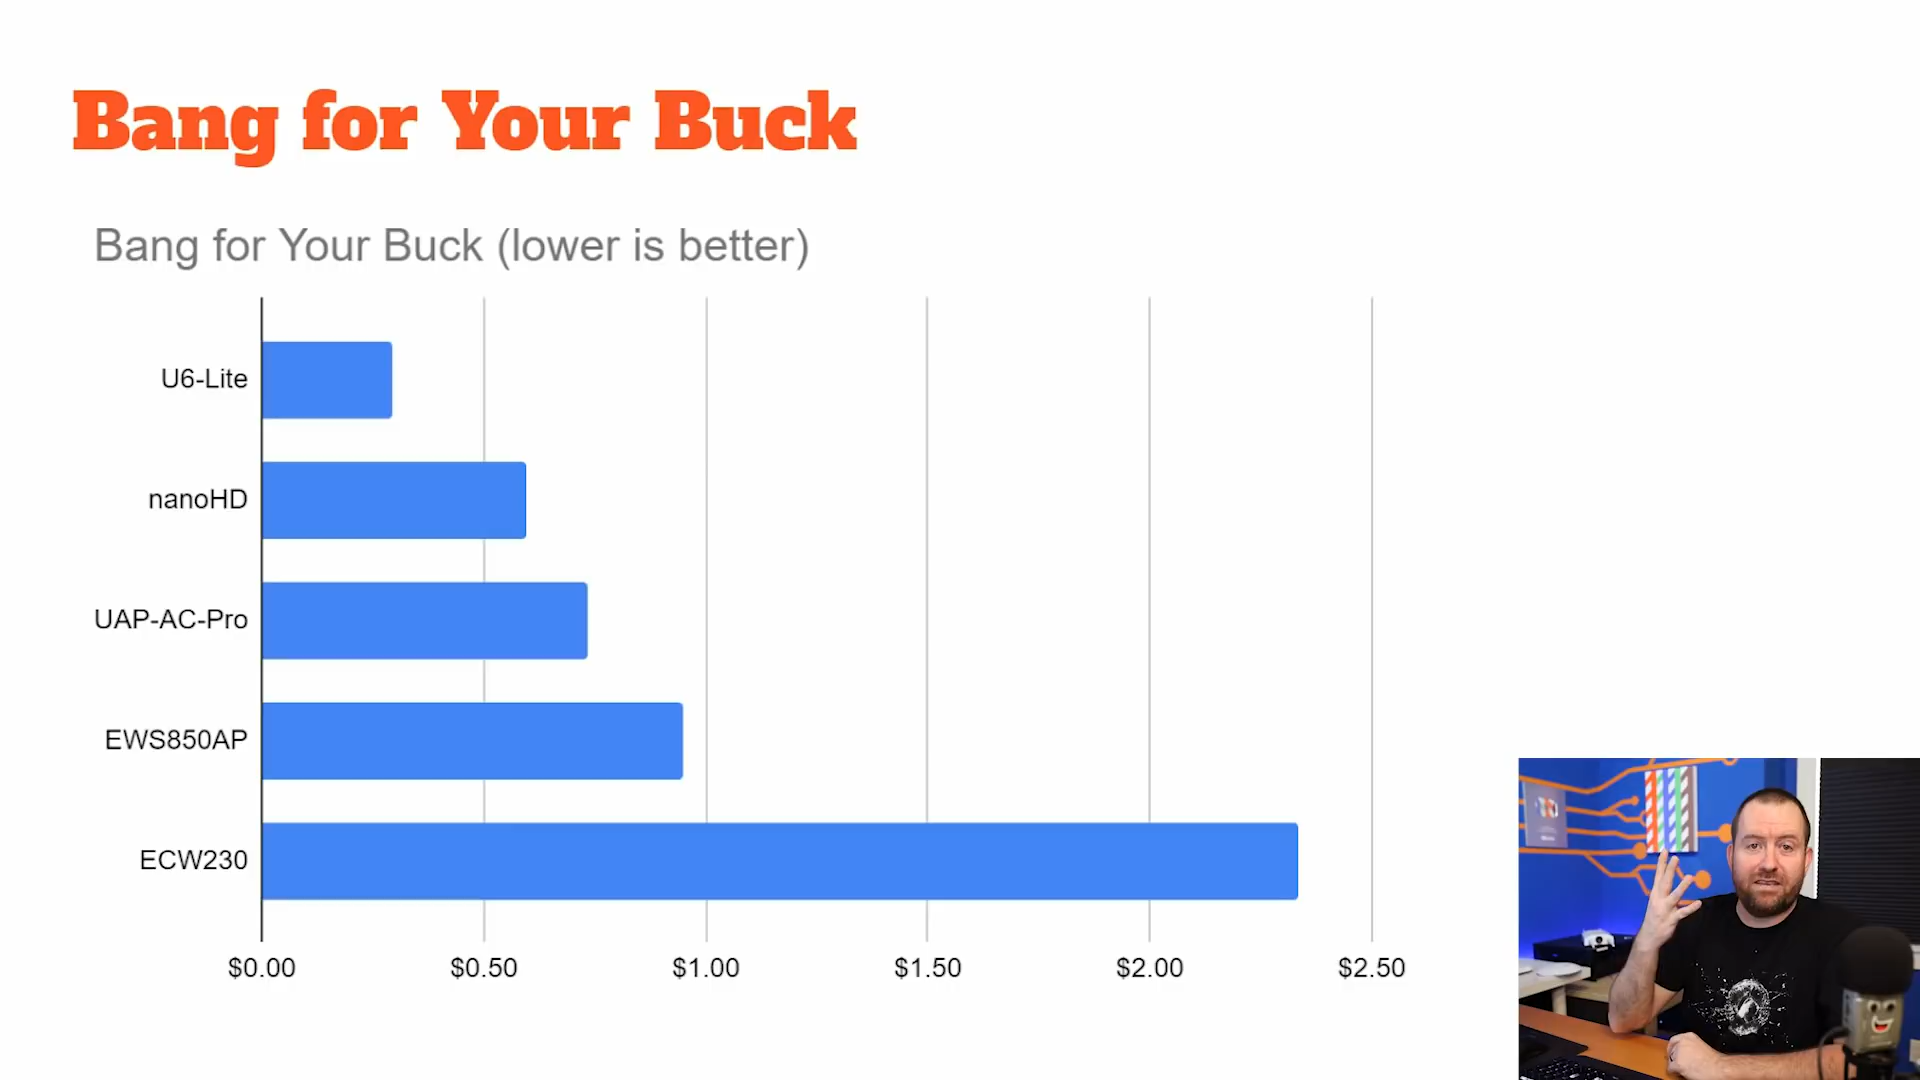 Bang for Your Buck
Bang for Your Buck (lower is better)
U6-Lite
nanoHD
UAP-AC-Pro
EWS850AP
ECW230
$0.00 $0.50 $1.00 $1.50 $2.00 $2.50